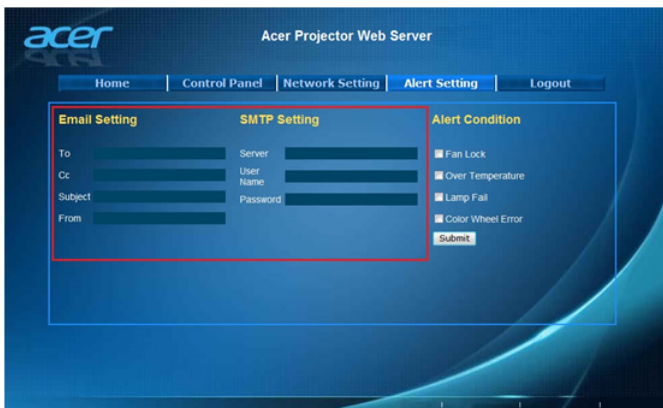 acer
Acer Projector Web Server
Home
Control Panel
Network Setting
Alert Setting
Logout
Email Setting
To
Cc
Subject
From
SMTP Setting
Server
User
Name
Password
Alert Condition
Fan Lock
Over Temperature
Lamp Fail
Color Wheel Error
Submit